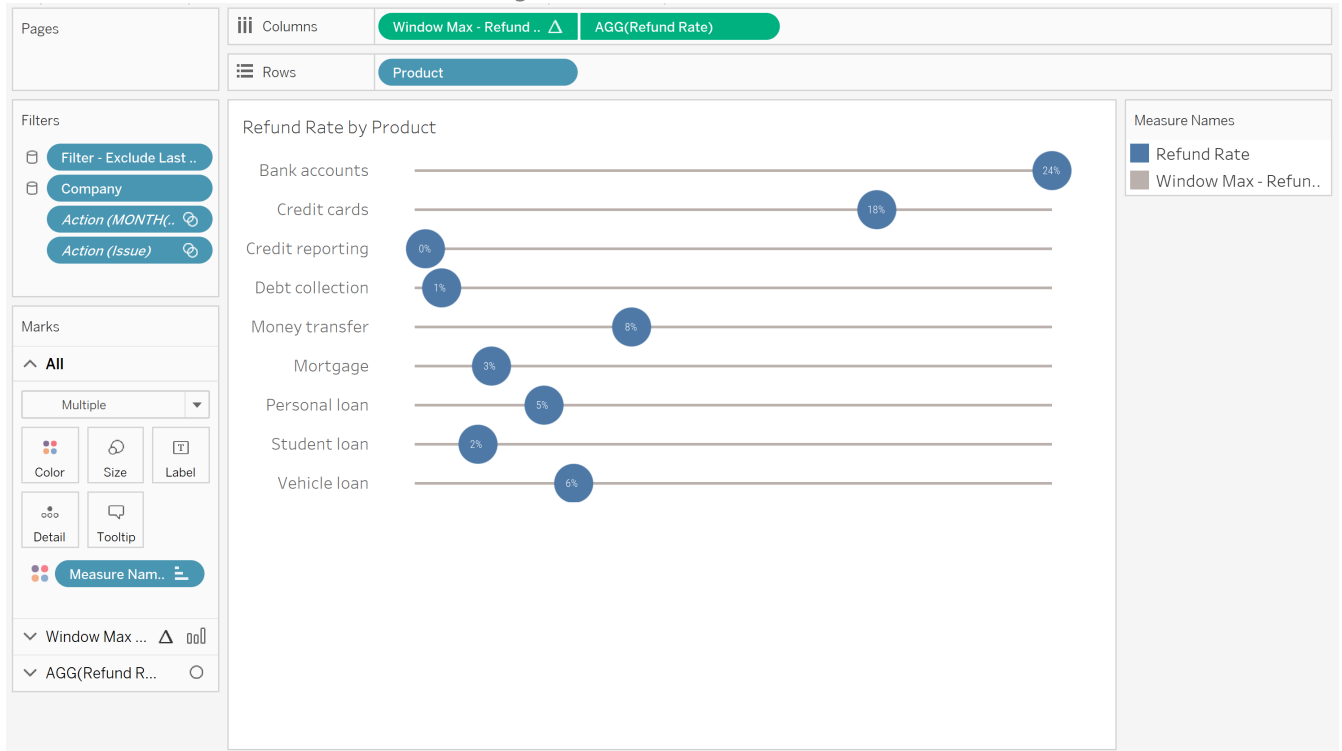 Pages
Columns
Window Max - Refund ..
AGG(Refund Rate)
Rows
Product
Filters
Filter - Exclude Last ..
Company
Action (MONTH(..
Action (Issue)
Marks
All
Multiple
Color
Size
T
Label
Detail
Tooltip
Measure Nam..
Window Max ...
AGG(Refund R...
Refund Rate by Product
Bank accounts 24%
Credit cards 18%
Credit reporting 0%
Debt collection 1%
Money transfer 8%
Mortgage 3%
Personal loan 5%
Student loan 2%
Vehicle loan 6%
Measure Names
Refund Rate
Window Max - Refun..